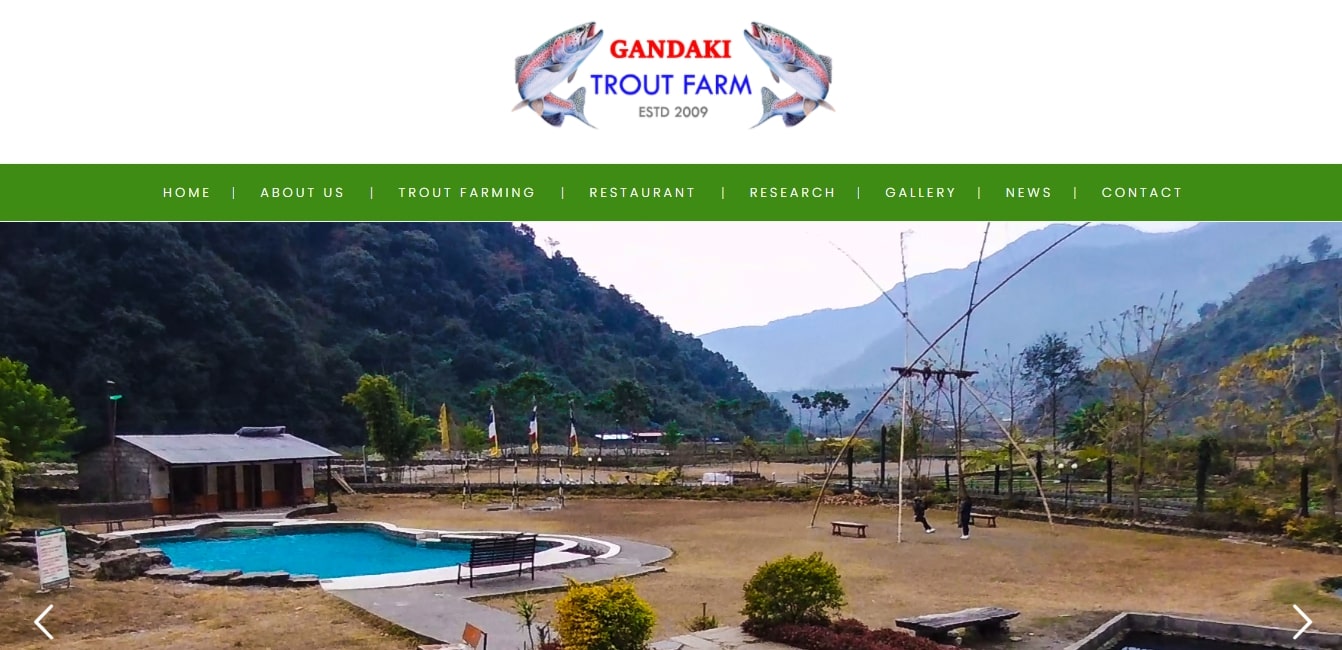 GANDAKI
TROUT FARM
ESTD 2009
HOME | ABOUT US | TROUT FARMING | RESTAURANT | RESEARCH | GALLERY | NEWS | CONTACT